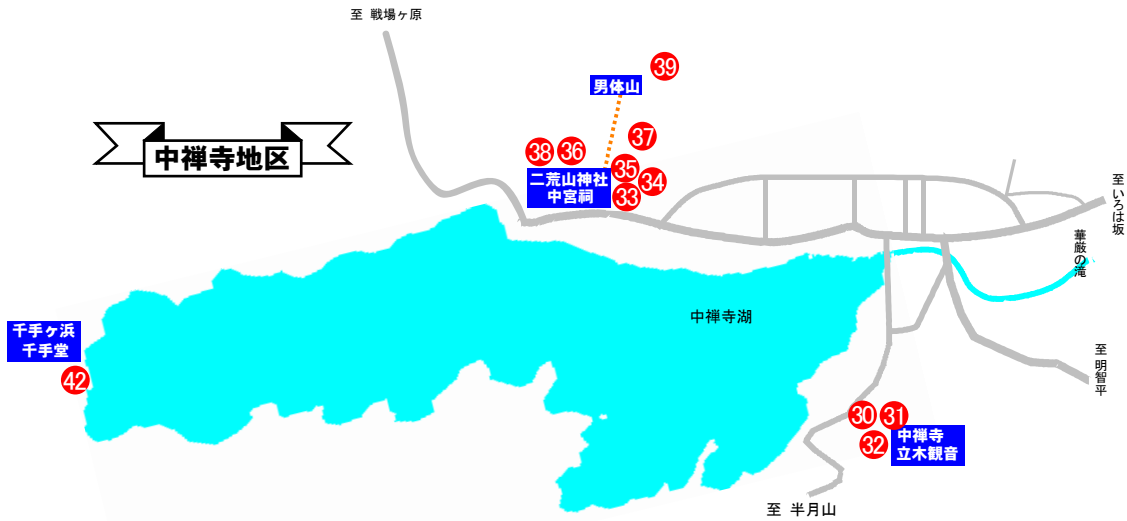 至 戦場ヶ原
39
男体山
中禅寺地区
37
38
36
35
34
33
二荒山神社
中宮祠
至 いろは坂
華厳の滝
中禅寺湖
千手ヶ浜
千手堂
42
至 明智平
30
31
32
中禅寺
立木観音
至 半月山